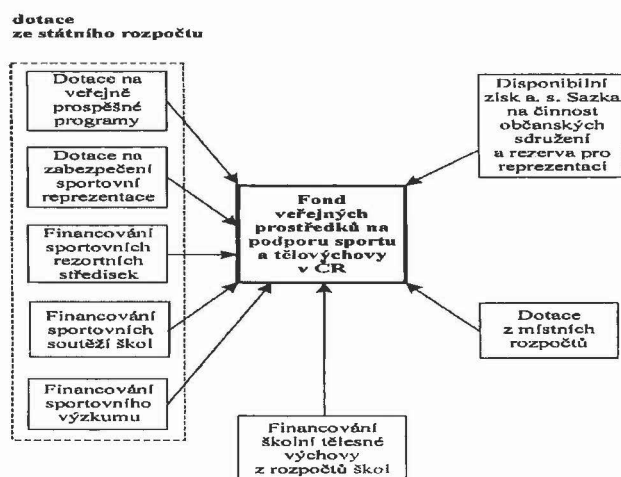 dotace
ze státního rozpočtu
Dotace na
veřejně
prospěšné
programy
Dotace na
zabezpečení
sportovní
reprezentace
Financování
sportovních
rezortních
středisek
Financování
sportovních
soutěží škol
Financování
sportovního
výzkumu
Fond
veřejných
prostředků na
podporu sportu
a tělovýchovy
v ČR
Disponibilní
zisk a. s. Sazka
na činnost
občanských
sdružení
a rezerva pro
reprezentaci
Dotace
z místních
rozpočtů
Financování
školní tělesné
výchovy
z rozpočtů škol